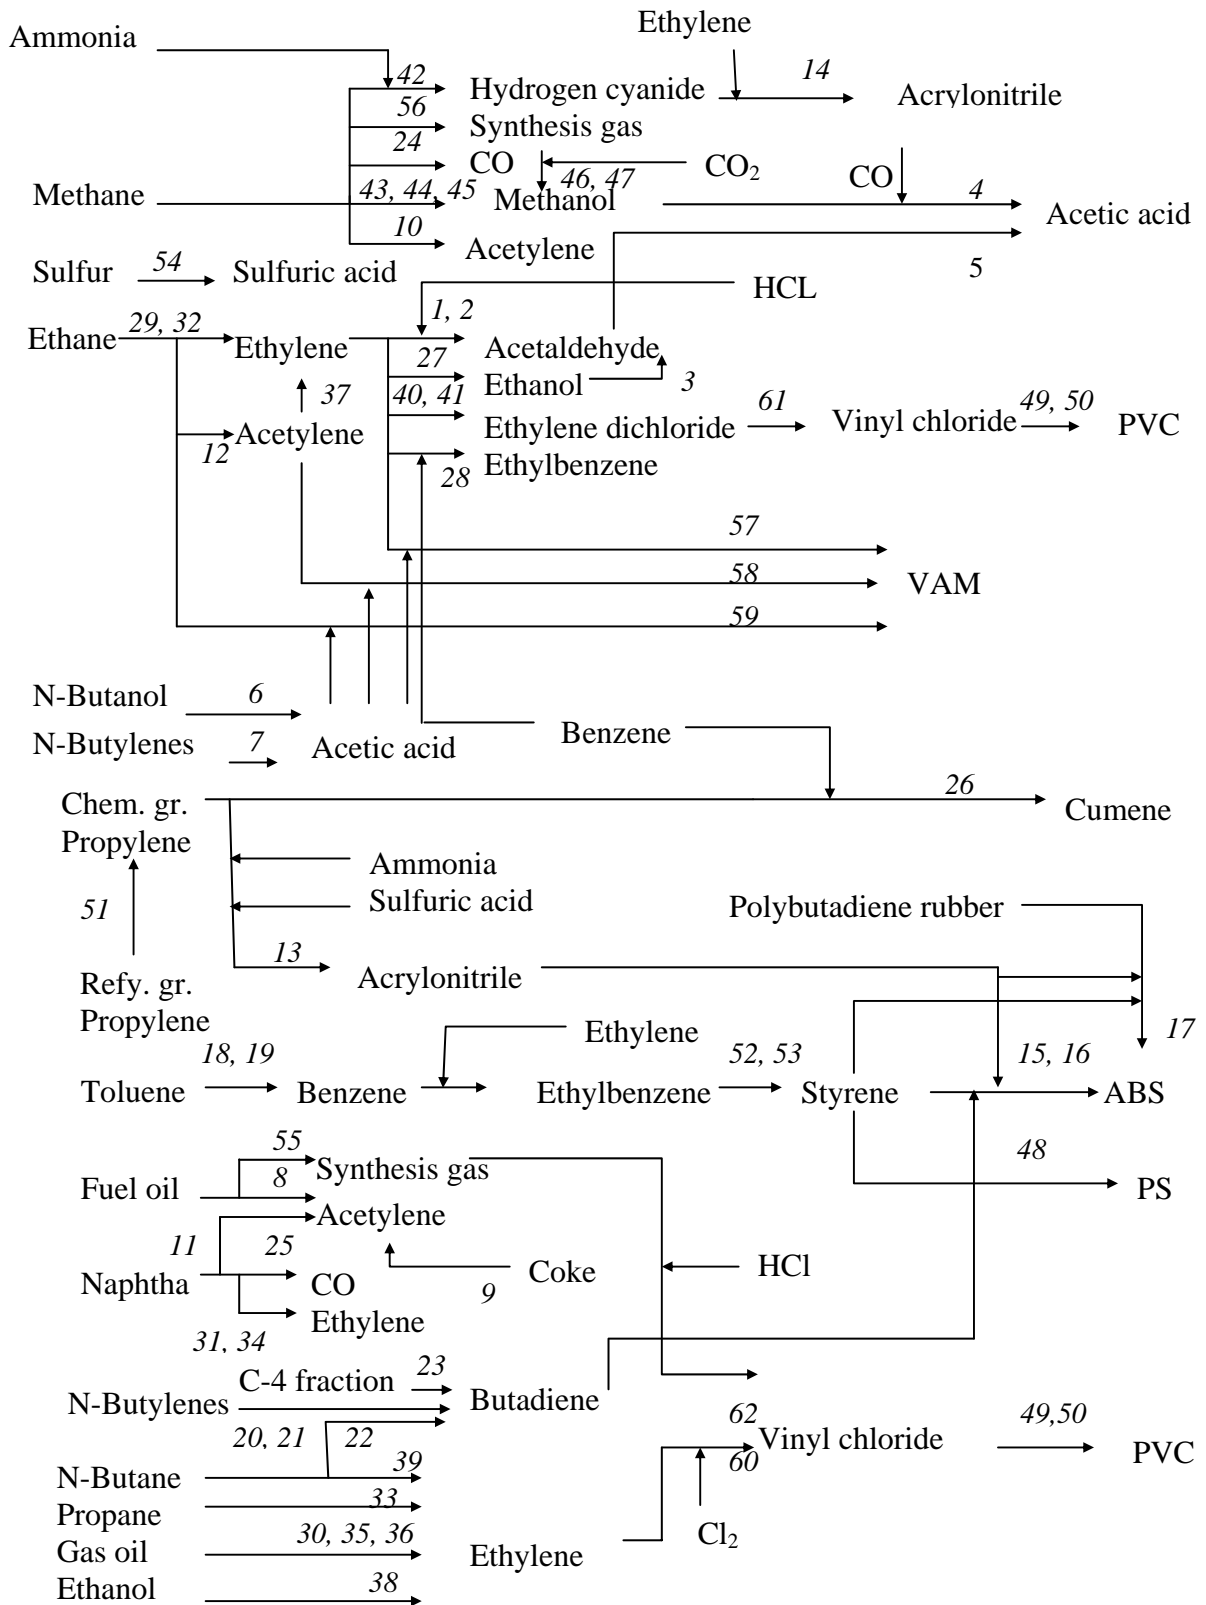 Ethylene
Ammonia
42
14
Hydrogen cyanide
Acrylonitrile
56
Synthesis gas
24
CO
CO2
46, 47
CO
Methane
43, 44, 45
Methanol
4
Acetic acid
10
Acetylene
5
Sulfur
54
Sulfuric acid
HCL
1, 2
Ethane
29, 32
Ethylene
Acetaldehyde
27
Ethanol
3
37
40, 41
61
49, 50
Acetylene
12
Ethylene dichloride
Vinyl chloride
PVC
28
Ethylbenzene
57
58
VAM
59
N-Butanol
6
N-Butylenes
7
Acetic acid
Benzene
26
Chem. gr.
Propylene
Cumene
Ammonia
51
Sulfuric acid
Polybutadiene rubber
13
Acrylonitrile
Refy. gr.
Propylene
Ethylene
17
18, 19
52, 53
15, 16
Toluene
Benzene
Ethylbenzene
Styrene
ABS
55
48
Fuel oil
8
Synthesis gas
PS
Acetylene
11
25
Naphtha
CO
9
Coke
HCl
Ethylene
31, 34
C-4 fraction
23
N-Butylenes
Butadiene
20, 21
22
62
49,50
Vinyl chloride
PVC
N-Butane
39
60
Propane
33
Cl2
Gas oil
30, 35, 36
Ethylene
Ethanol
38